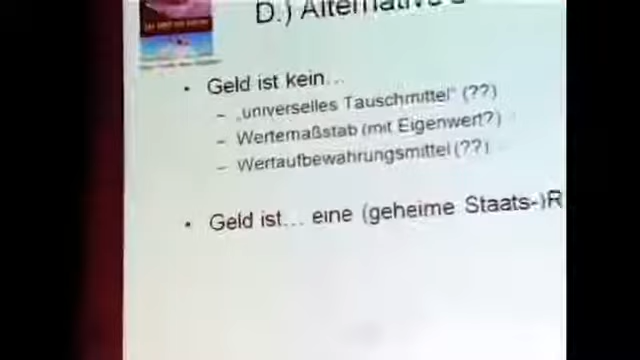 D.) Alternative
• Geld ist kein...
– „universelles Tauschmittel“ (??)
– Wertemaßstab (mit Eigenwert?)
– Wertaufbewahrungsmittel (??)
• Geld ist... eine (geheime Staats-)R